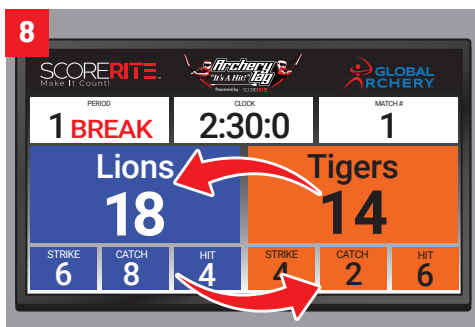 8
SCORERITE™
Make It Count!
Archery Tag
"It's A Hit!"
Powered by SCORERITE
GLOBAL
ARCHERY
PERIOD
1 BREAK
CLOCK
2:30:0
MATCH #
1
Lions
18
Tigers
14
STRIKE
6
CATCH
8
HIT
4
STRIKE
4
CATCH
2
HIT
6